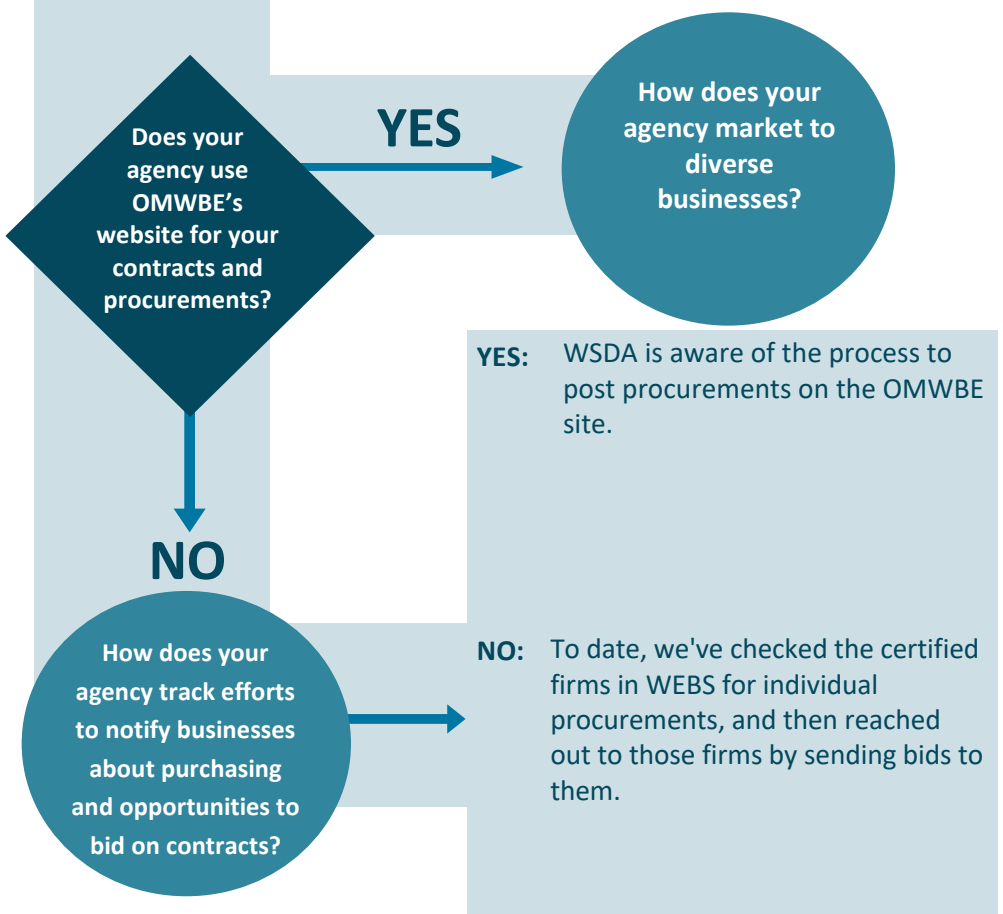 Does your
agency use
OMWBE’s
website for your
contracts and
procurements?
YES
How does your
agency market to
diverse
businesses?
YES: WSDA is aware of the process to
post procurements on the OMWBE
site.
NO
How does your
agency track efforts
to notify businesses
about purchasing
and opportunities to
bid on contracts?
NO: To date, we've checked the certified
firms in WEBS for individual
procurements, and then reached
out to those firms by sending bids to
them.